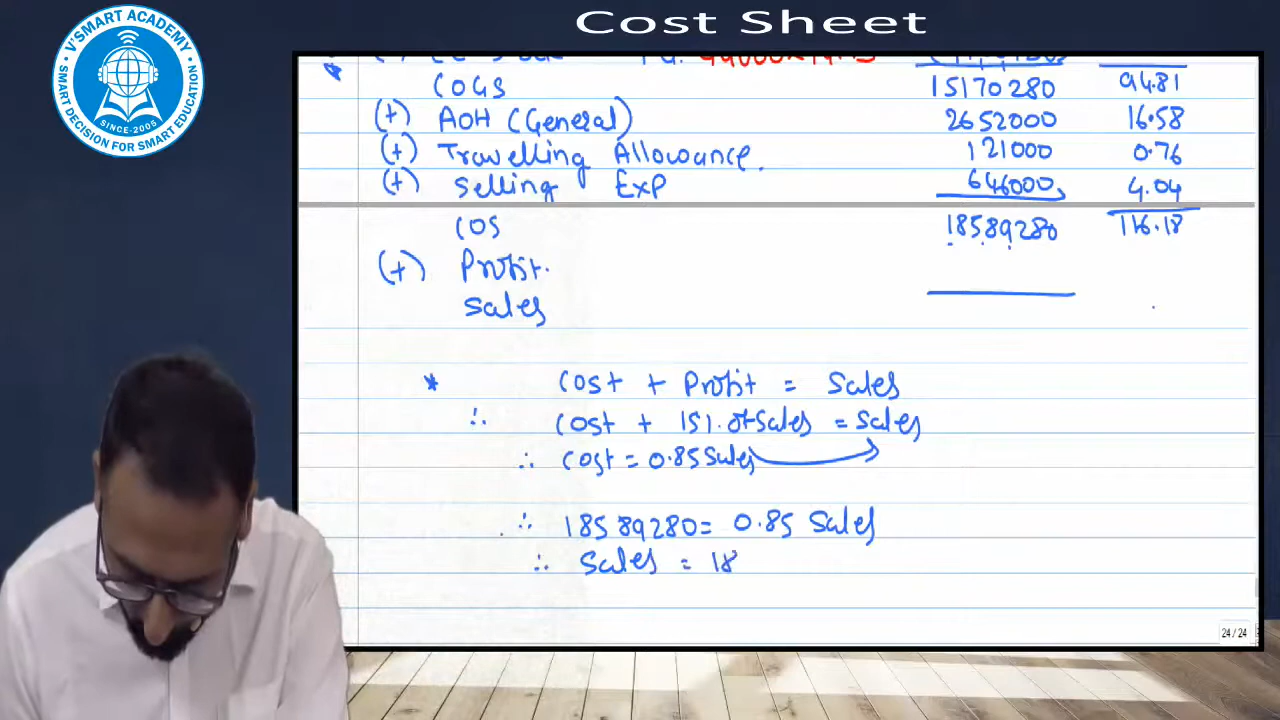 Cost Sheet
V'SMART ACADEMY
SMART DECISION FOR SMART EDUCATION
SINCE-2005
COGS 15170280 94.81
(+) AOH (General) 2652000 16.58
(+) Travelling Allowance. 121000 0.76
(+) Selling Exp 646000 4.04
COS 18589280 116.18
(+) Profit.
Sales
* Cost + Profit = Sales
∴ Cost + 15% of Sales = Sales
∴ Cost = 0.85 Sales
∴ 18589280 = 0.85 Sales
∴ Sales = 18
24 / 24